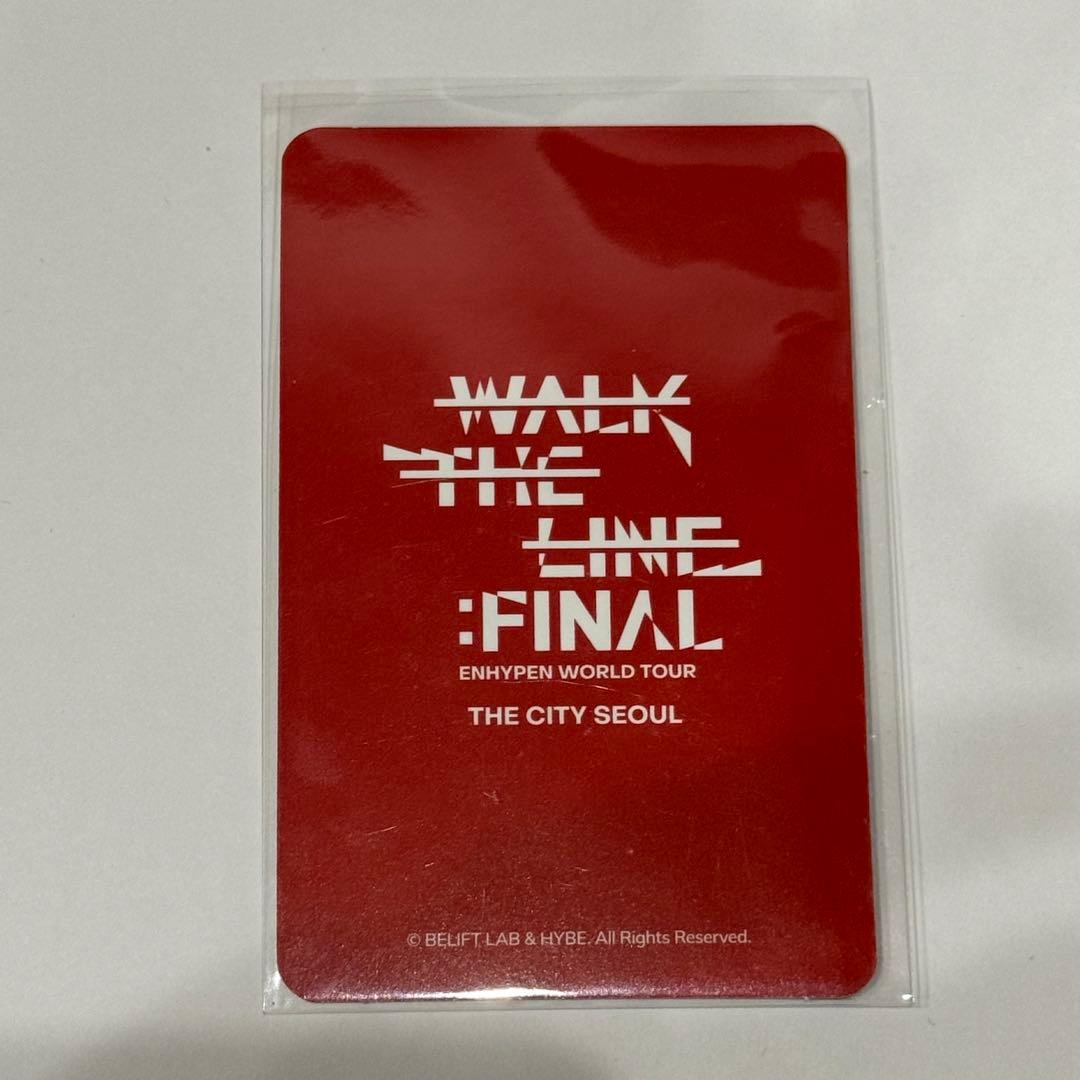 WALK
THE
LINE
:FINAL
ENHYPEN WORLD TOUR
THE CITY SEOUL
© BELIFT LAB & HYBE. All Rights Reserved.